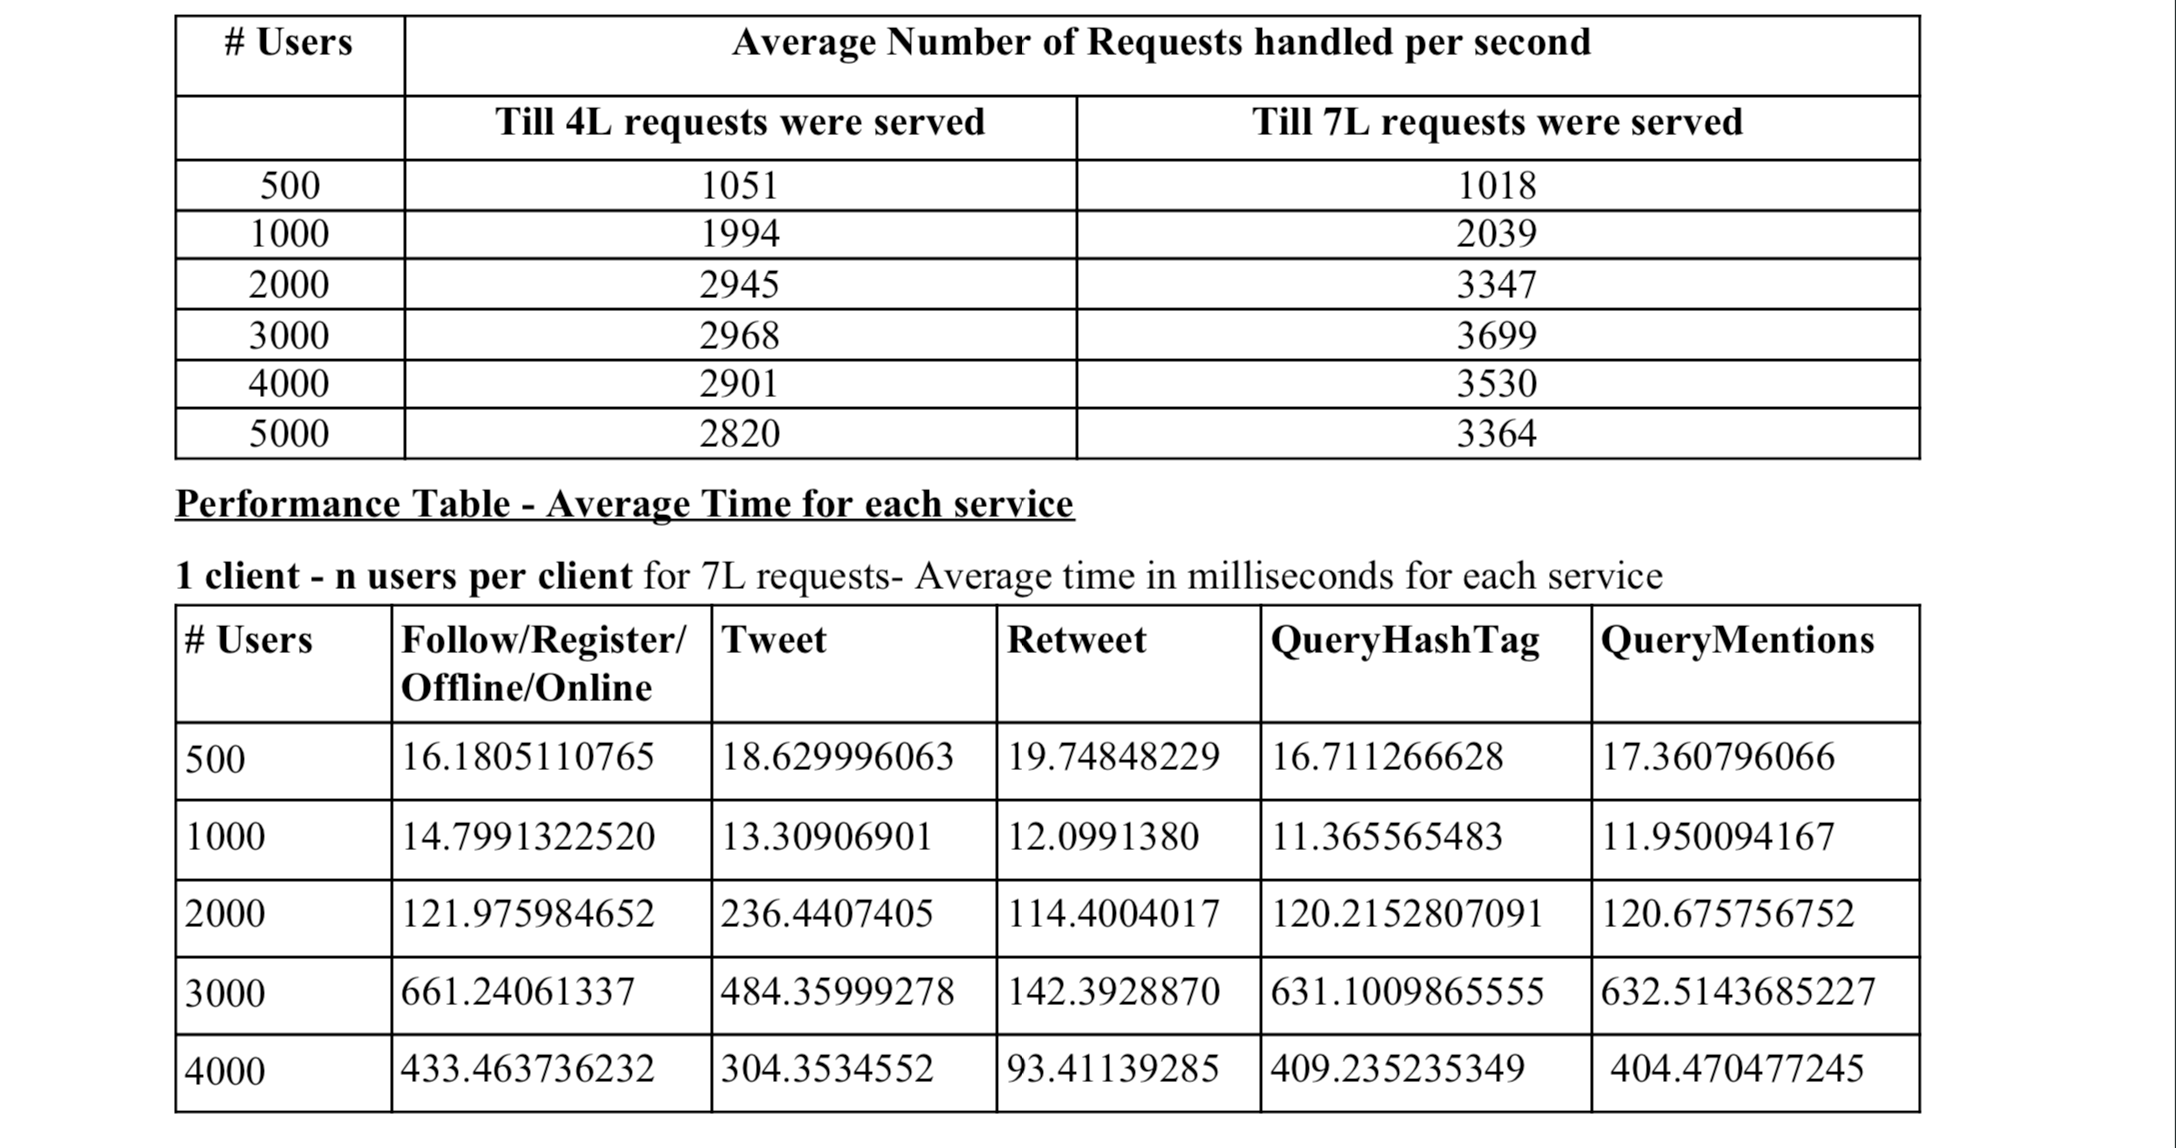 # Users Average Number of Requests handled per second
Till 4L requests were served Till 7L requests were served
500 1051 1018
1000 1994 2039
2000 2945 3347
3000 2968 3699
4000 2901 3530
5000 2820 3364
Performance Table - Average Time for each service
1 client - n users per client for 7L requests- Average time in milliseconds for each service
# Users Follow/Register/ Tweet Retweet QueryHashTag QueryMentions
Offline/Online
500 16.1805110765 18.629996063 19.74848229 16.711266628 17.360796066
1000 14.7991322520 13.30906901 12.0991380 11.365565483 11.950094167
2000 121.975984652 236.4407405 114.4004017 120.2152807091 120.675756752
3000 661.24061337 484.35999278 142.3928870 631.1009865555 632.5143685227
4000 433.463736232 304.3534552 93.41139285 409.235235349 404.470477245